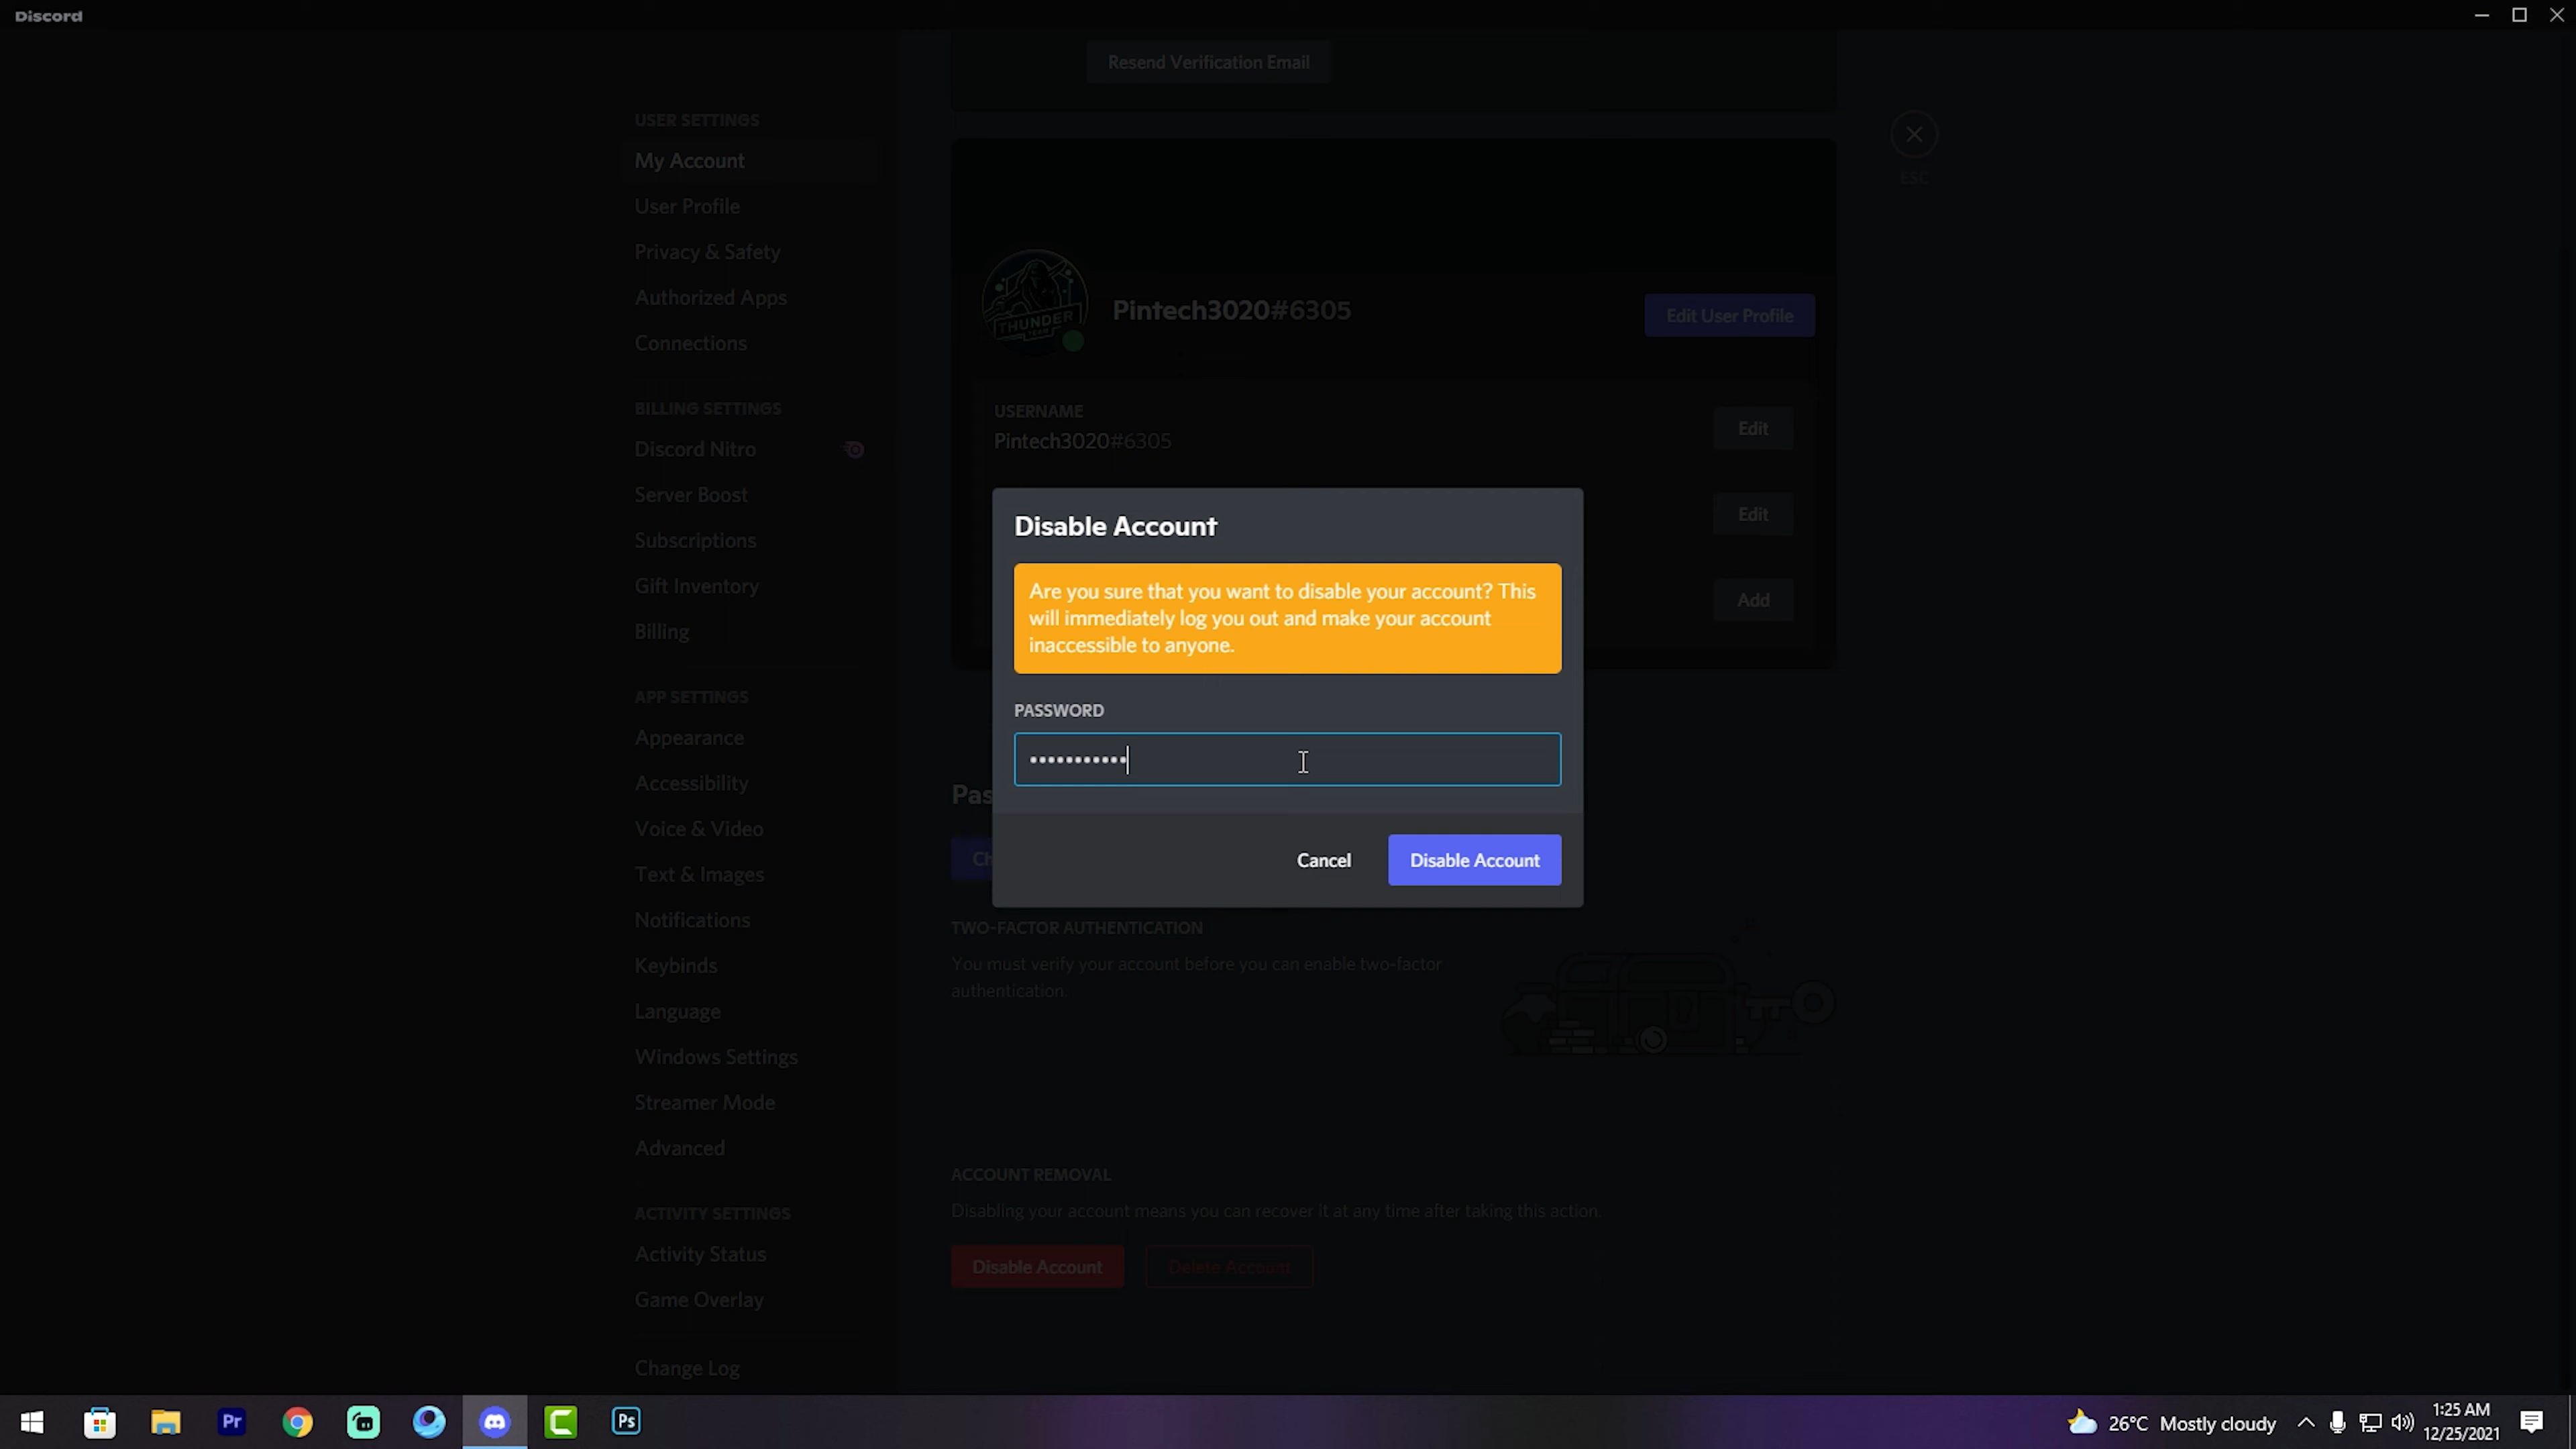 Discord
Resend Verification Email
USER SETTINGS
My Account
User Profile
Privacy & Safety
Authorized Apps
Connections
BILLING SETTINGS
Discord Nitro
Server Boost
Subscriptions
Gift Inventory
Billing
APP SETTINGS
Appearance
Accessibility
Voice & Video
Text & Images
Notifications
Keybinds
Language
Windows Settings
Streamer Mode
Advanced
ACTIVITY SETTINGS
Activity Status
Game Overlay
Change Log
ESC
THUNDER
TEAM
Pintech3020#6305
Edit User Profile
USERNAME
Pintech3020#6305
Edit
Edit
Add
Disable Account
Are you sure that you want to disable your account? This
will immediately log you out and make your account
inaccessible to anyone.
PASSWORD
•••••••••••
Cancel
Disable Account
Pas
Ch
TWO-FACTOR AUTHENTICATION
You must verify your account before you can enable two-factor
authentication.
ACCOUNT REMOVAL
Disabling your account means you can recover it at any time after taking this action
Disable Account
Delete Account
Pr
Ps
26°C Mostly cloudy
1:25 AM
12/25/2021